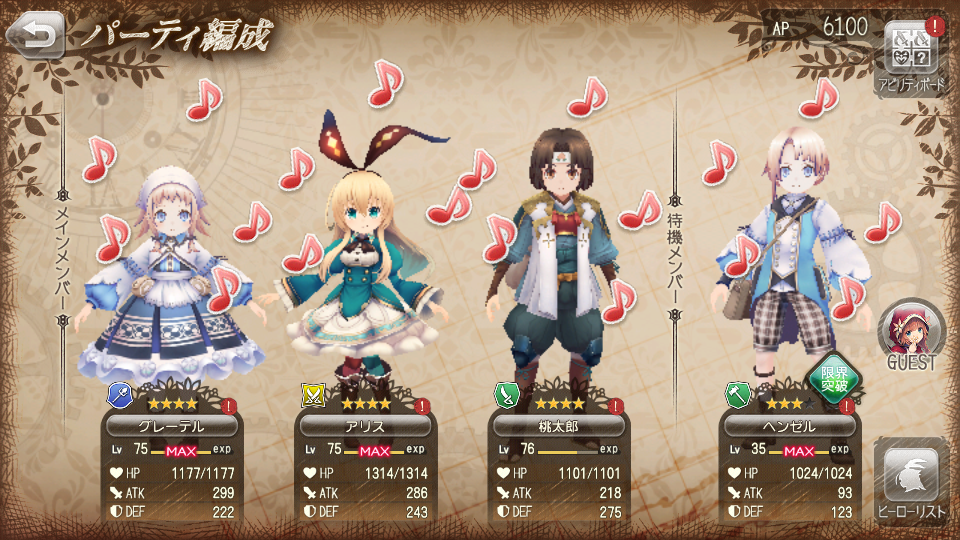 パーティ編成
AP 6100
!
アビリティボード
メインメンバー
待機メンバー
GUEST
限界
突破
!
グレーテル
Lv 75 MAX exp
HP 1177/1177
ATK 299
DEF 222
!
アリス
Lv 75 MAX exp
HP 1314/1314
ATK 286
DEF 243
!
桃太郎
Lv 76 exp
HP 1101/1101
ATK 218
DEF 275
!
ヘンゼル
Lv 35 MAX exp
HP 1024/1024
ATK 93
DEF 123
ヒーローリスト